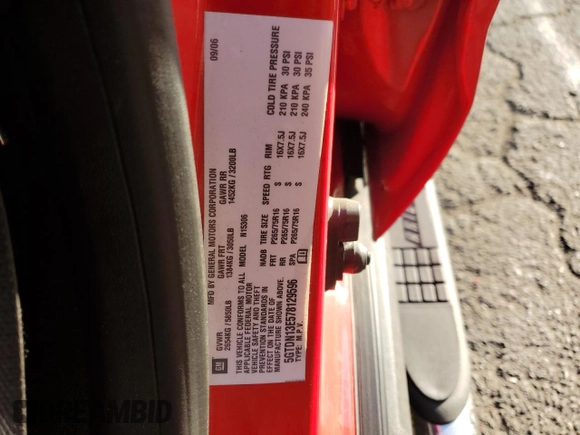 MFD BY GENERAL MOTORS CORPORATION 09/06
GVWR GAWR FRT GAWR RR
2654KG / 5850LB 1384KG / 3050LB 1452KG / 3200LB
THIS VEHICLE CONFORMS TO ALL
APPLICABLE FEDERAL MOTOR
VEHICLE SAFETY AND THEFT
PREVENTION STANDARDS IN
EFFECT ON THE DATE OF
MANUFACTURE SHOWN ABOVE.
5GTDN13E578129596
TYPE: M.P.V.
MODEL N15305
NADB TIRE SIZE SPEED RTG RIM COLD TIRE PRESSURE
FRT P265/75R16 S 16X7.5J 210 KPA 30 PSI
RR P265/75R16 S 16X7.5J 210 KPA 30 PSI
SPA P265/75R16 S 16X7.5J 240 KPA 35 PSI
GM
DREAMBID